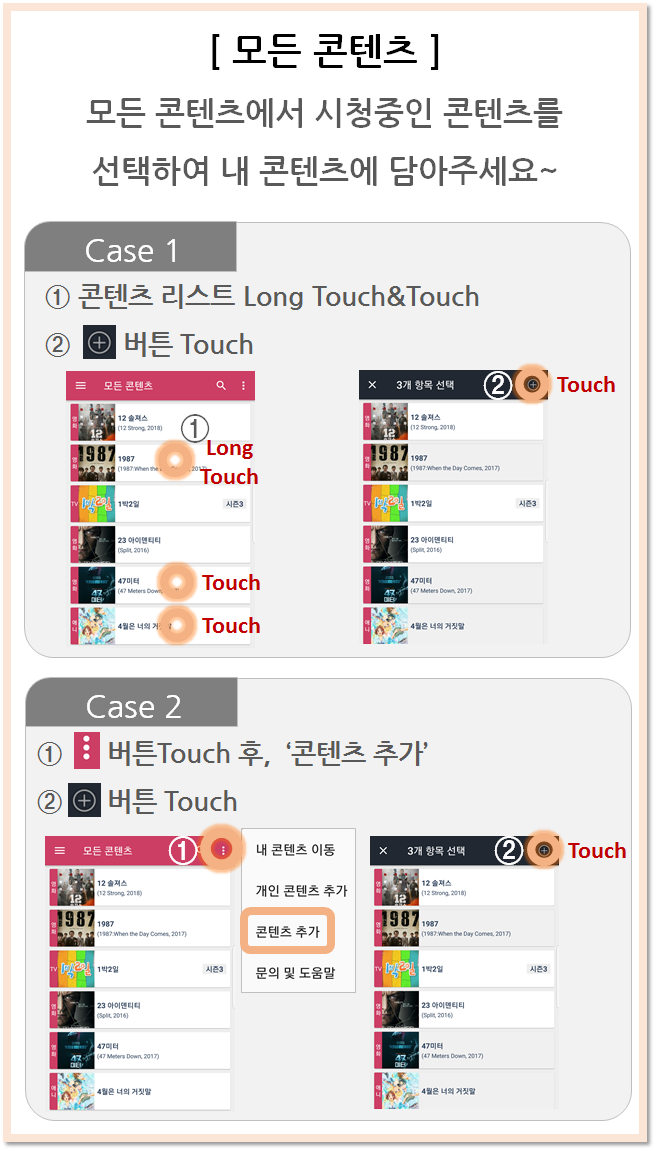 [ 모든 콘텐츠 ]
모든 콘텐츠에서 시청중인 콘텐츠를
선택하여 내 콘텐츠에 담아주세요~
Case 1
① 콘텐츠 리스트 Long Touch&Touch
② 버튼 Touch
모든 콘텐츠
영화
12 솔져스
(12 Strong, 2018)
①
영화
1987
(1987:When the Day Comes, 2017)
Long
Touch
TV
1박2일
시즌3
영화
23 아이덴티티
(Split, 2016)
영화
47미터
(47 Meters Down, 2017)
Touch
애니
4월은 너의 거짓말
Touch
3개 항목 선택
②
Touch
영화
12 솔져스
(12 Strong, 2018)
영화
1987
(1987:When the Day Comes, 2017)
TV
1박2일
시즌3
영화
23 아이덴티티
(Split, 2016)
영화
47미터
(47 Meters Down, 2017)
애니
4월은 너의 거짓말
Case 2
① 버튼Touch 후, ‘콘텐츠 추가’
② 버튼 Touch
모든 콘텐츠
①
영화
12 솔져스
(12 Strong, 2018)
영화
1987
(1987:When the Day Comes, 2017)
TV
1박2일
시즌3
영화
23 아이덴티티
(Split, 2016)
영화
47미터
(47 Meters Down, 2017)
애니
4월은 너의 거짓말
내 콘텐츠 이동
개인 콘텐츠 추가
콘텐츠 추가
문의 및 도움말
3개 항목 선택
②
Touch
영화
12 솔져스
(12 Strong, 2018)
영화
1987
(1987:When the Day Comes, 2017)
TV
1박2일
시즌3
영화
23 아이덴티티
(Split, 2016)
영화
47미터
(47 Meters Down, 2017)
애니
4월은 너의 거짓말